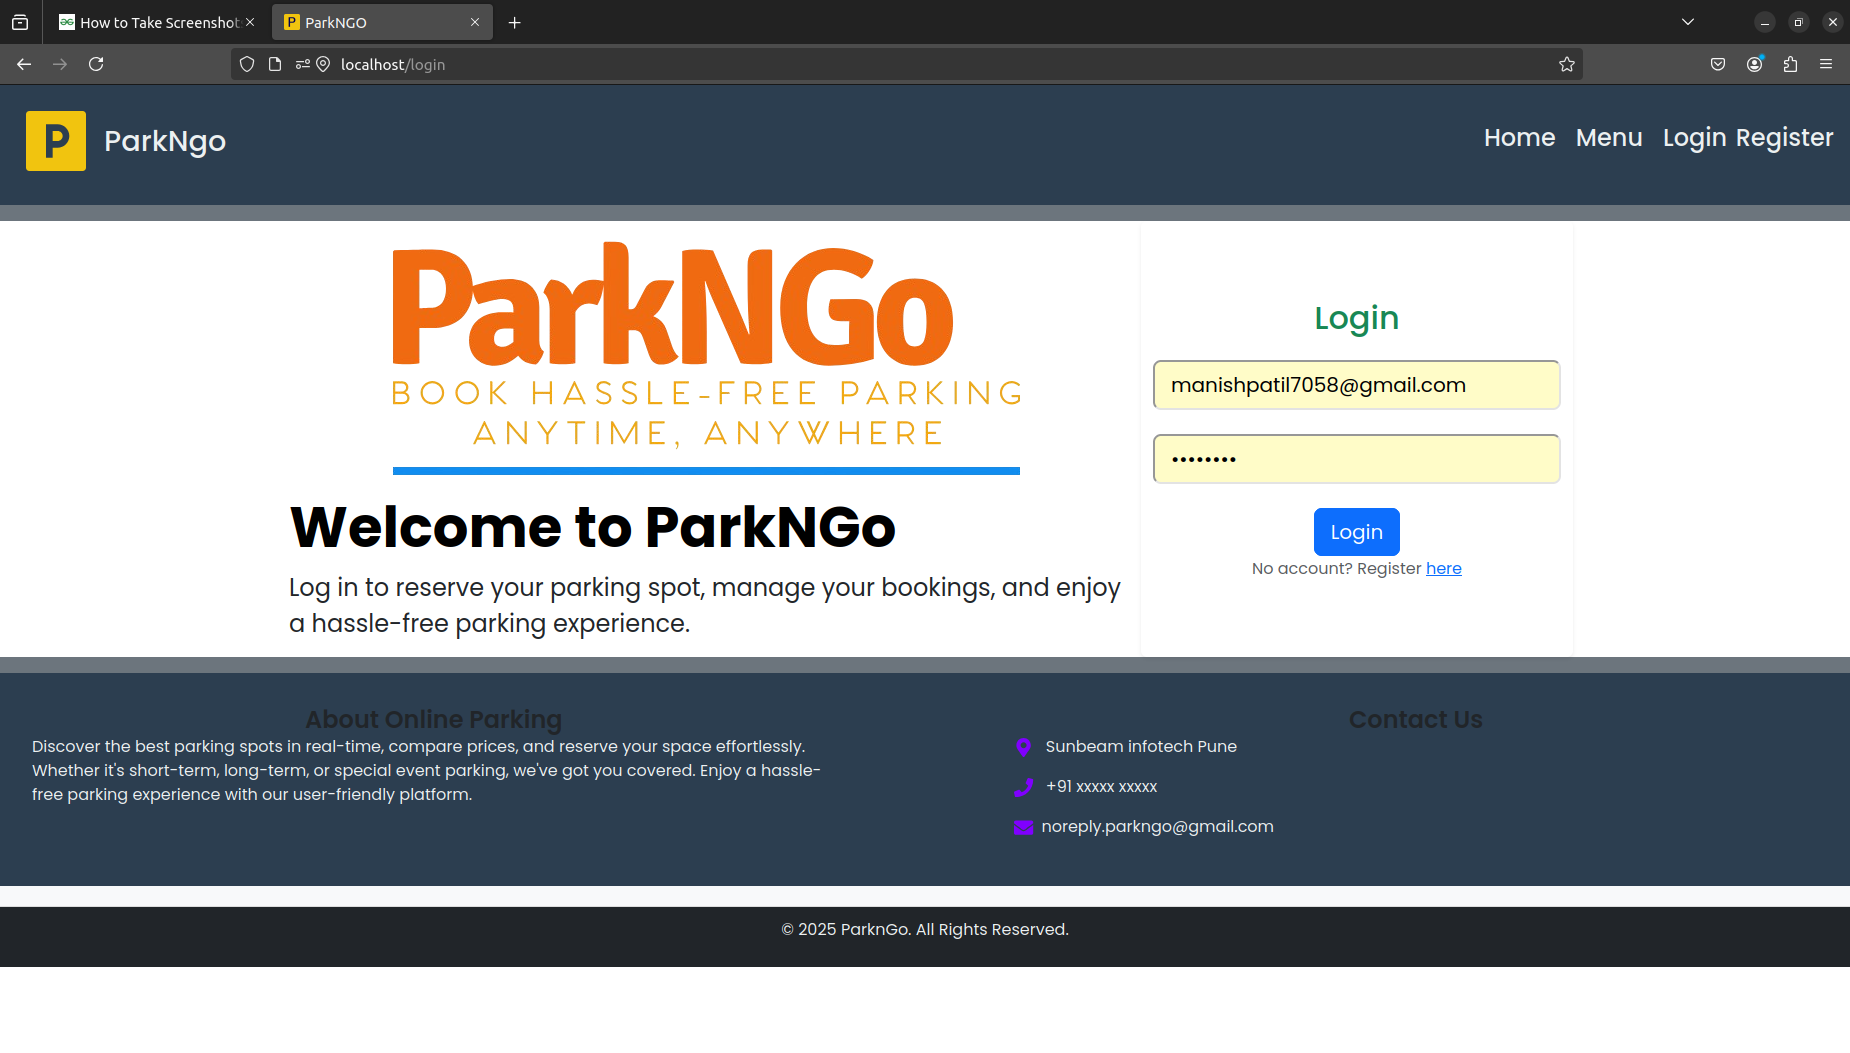 How to Take Screenshot
ParkNGO
localhost/login
P
ParkNgo
Home Menu Login Register
ParkNGo
BOOK HASSLE-FREE PARKING
ANYTIME, ANYWHERE
Welcome to ParkNGo
Log in to reserve your parking spot, manage your bookings, and enjoy
a hassle-free parking experience.
Login
manishpatil7058@gmail.com
••••••••
Login
No account? Register here
About Online Parking
Discover the best parking spots in real-time, compare prices, and reserve your space effortlessly.
Whether it's short-term, long-term, or special event parking, we've got you covered. Enjoy a hassle-
free parking experience with our user-friendly platform.
Contact Us
Sunbeam infotech Pune
+91 xxxxx xxxxx
noreply.parkngo@gmail.com
© 2025 ParknGo. All Rights Reserved.